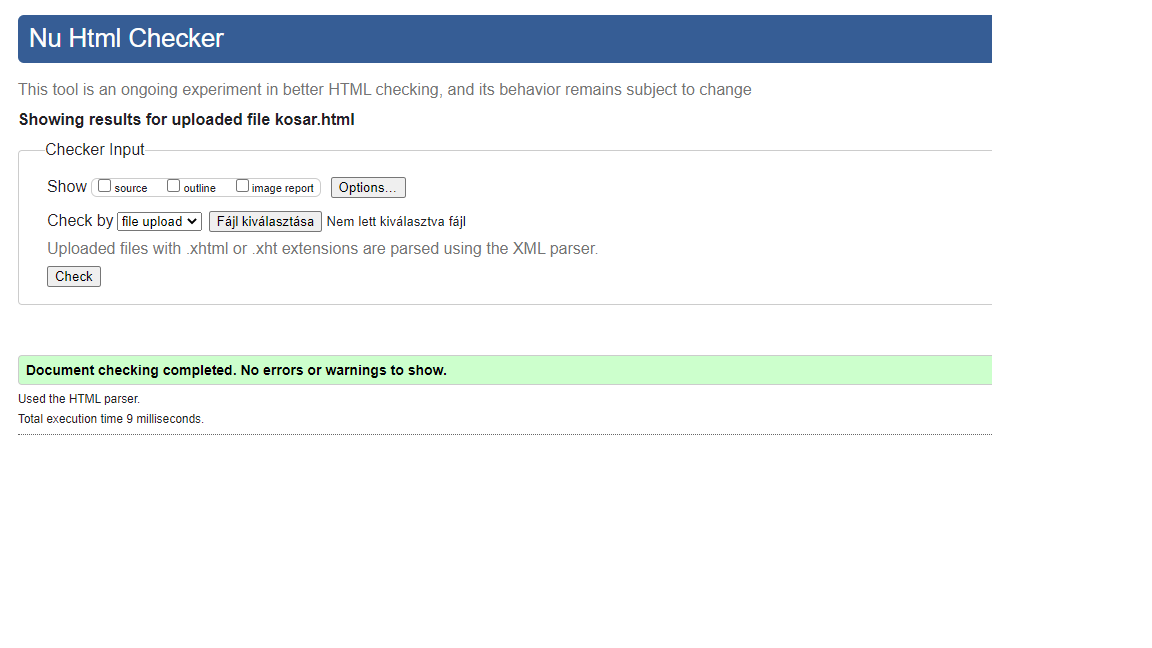 Nu Html Checker
This tool is an ongoing experiment in better HTML checking, and its behavior remains subject to change
Showing results for uploaded file kosar.html
Checker Input
Show source outline image report Options...
Check by file upload Fájl kiválasztása Nem lett kiválasztva fájl
Uploaded files with .xhtml or .xht extensions are parsed using the XML parser.
Check
Document checking completed. No errors or warnings to show.
Used the HTML parser.
Total execution time 9 milliseconds.